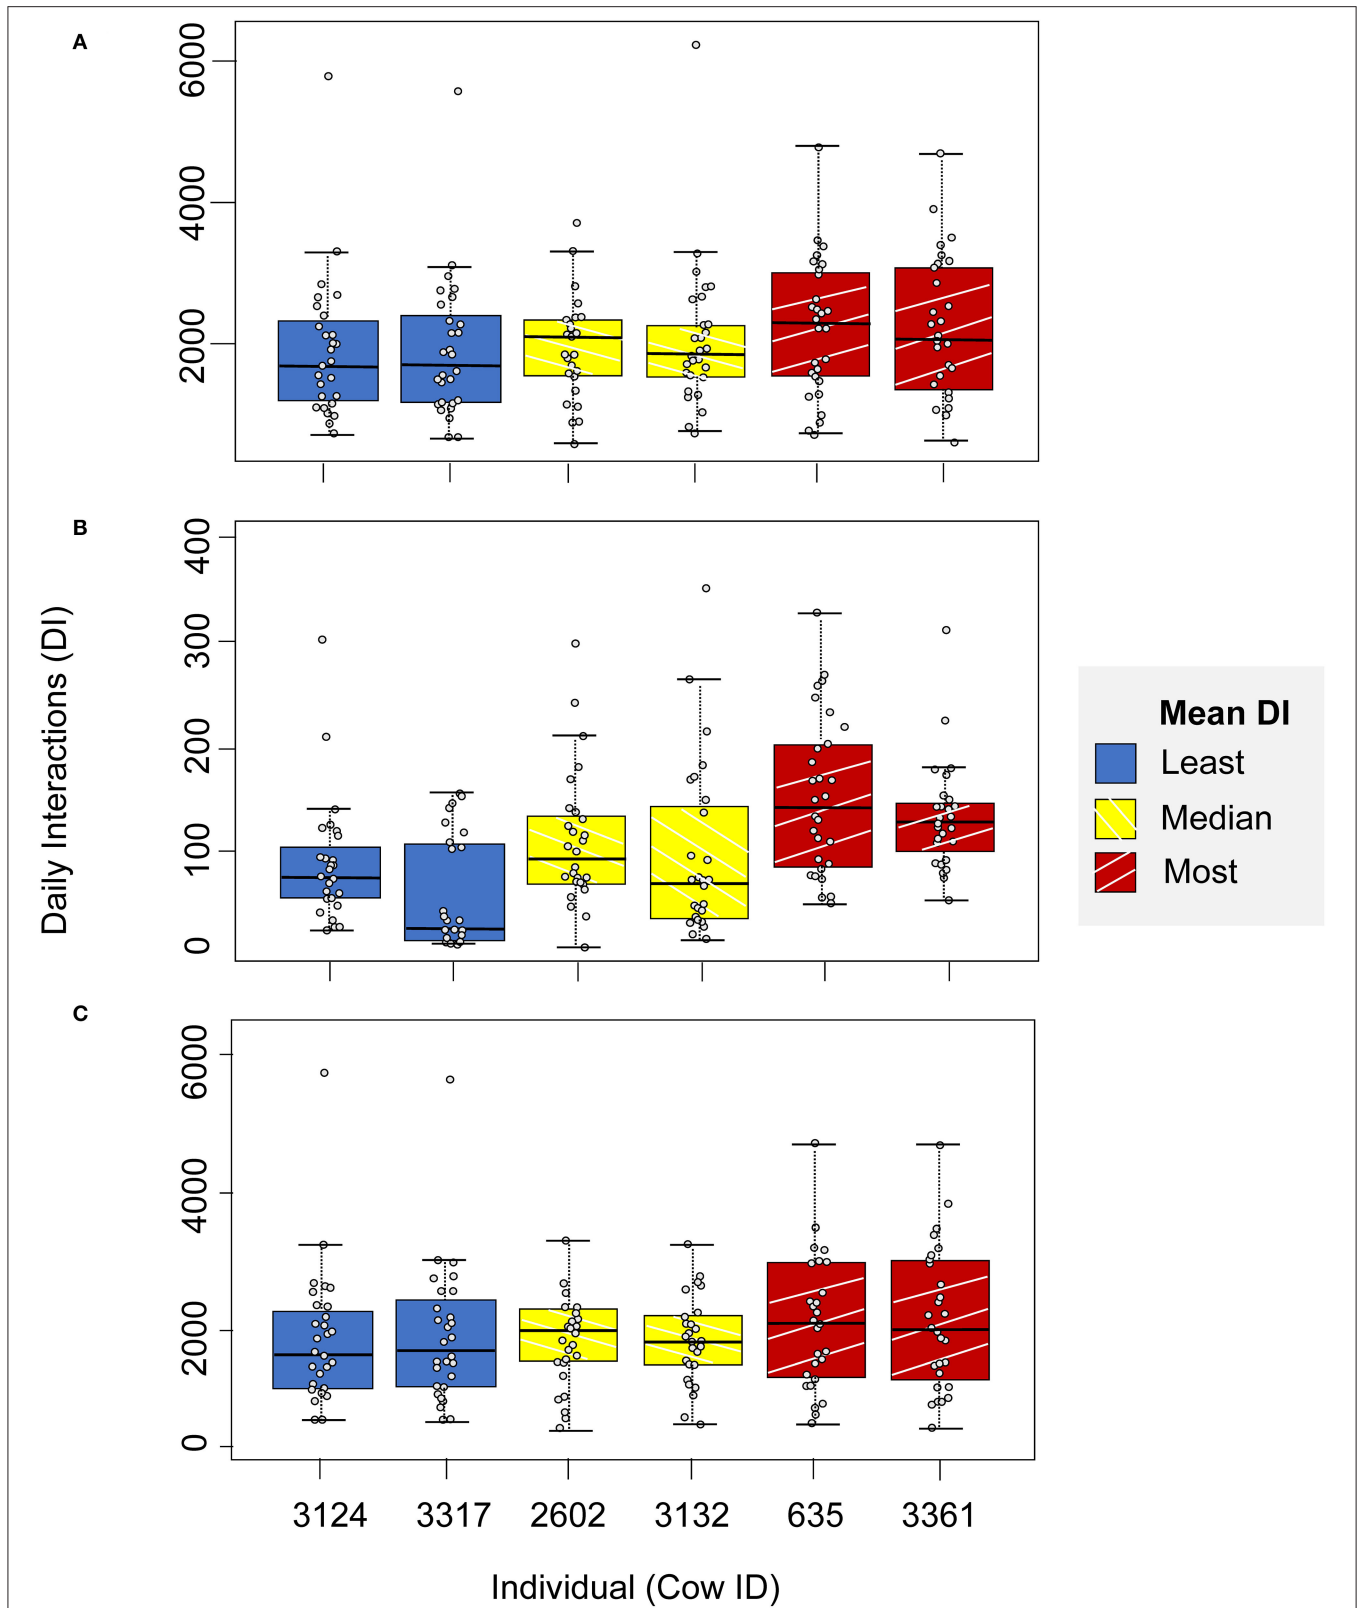 A
6000
4000
2000
B
400
300
200
100
0
Daily Interactions (DI)
Mean DI
Least
Median
Most
C
6000
4000
2000
0
3124 3317 2602 3132 635 3361
Individual (Cow ID)